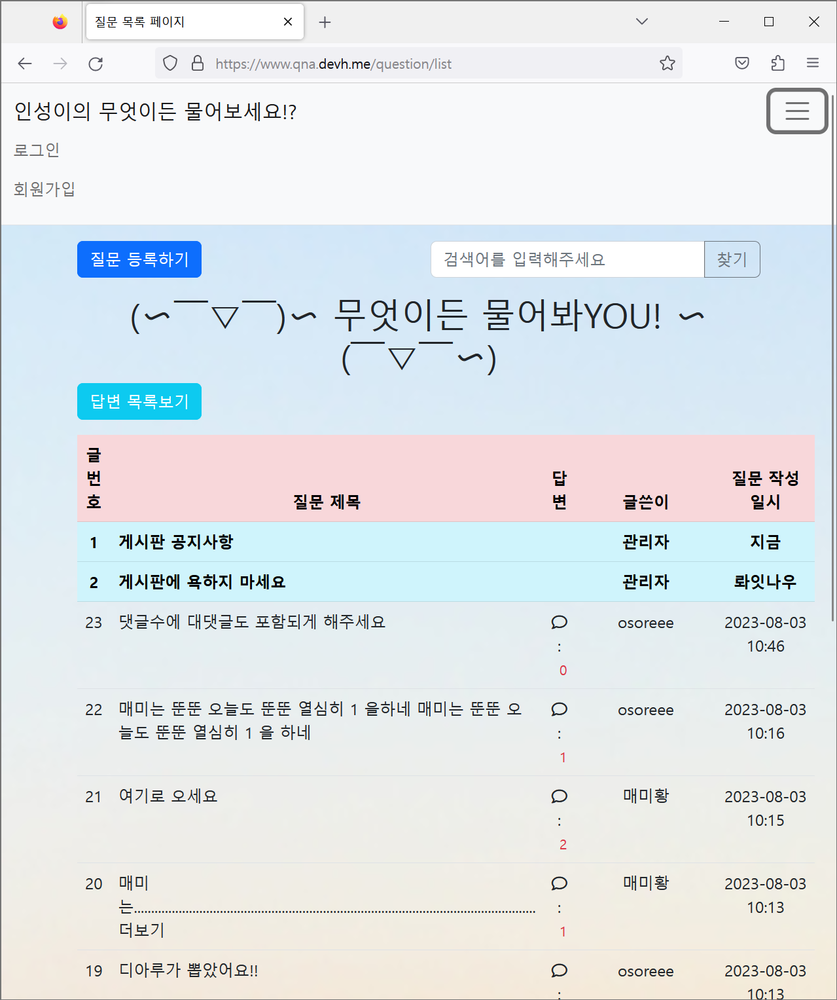 질문 목록 페이지
https://www.qna.devh.me/question/list
인성이의 무엇이든 물어보세요!?
로그인
회원가입
질문 등록하기
검색어를 입력해주세요
찾기
(∽￣▽￣)∽ 무엇이든 물어봐YOU! ∽
(￣▽￣∽)
답변 목록보기
글
번
호
질문 제목
답
변
글쓴이
질문 작성
일시
1 게시판 공지사항 관리자 지금
2 게시판에 욕하지 마세요 관리자 롸잇나우
23 댓글수에 대댓글도 포함되게 해주세요 osoreee 2023-08-03
: 10:46
0
22 매미는 뚠뚠 오늘도 뚠뚠 열심히 1 을하네 매미는 뚠뚠 오 osoreee 2023-08-03
늘도 뚠뚠 열심히 1 을 하네 : 10:16
1
21 여기로 오세요 매미황 2023-08-03
: 10:15
2
20 매미 매미황 2023-08-03
는........................................................................................................................ : 10:13
더보기 1
19 디아루가 뽑았어요!! osoreee 2023-08-03
: 10:13